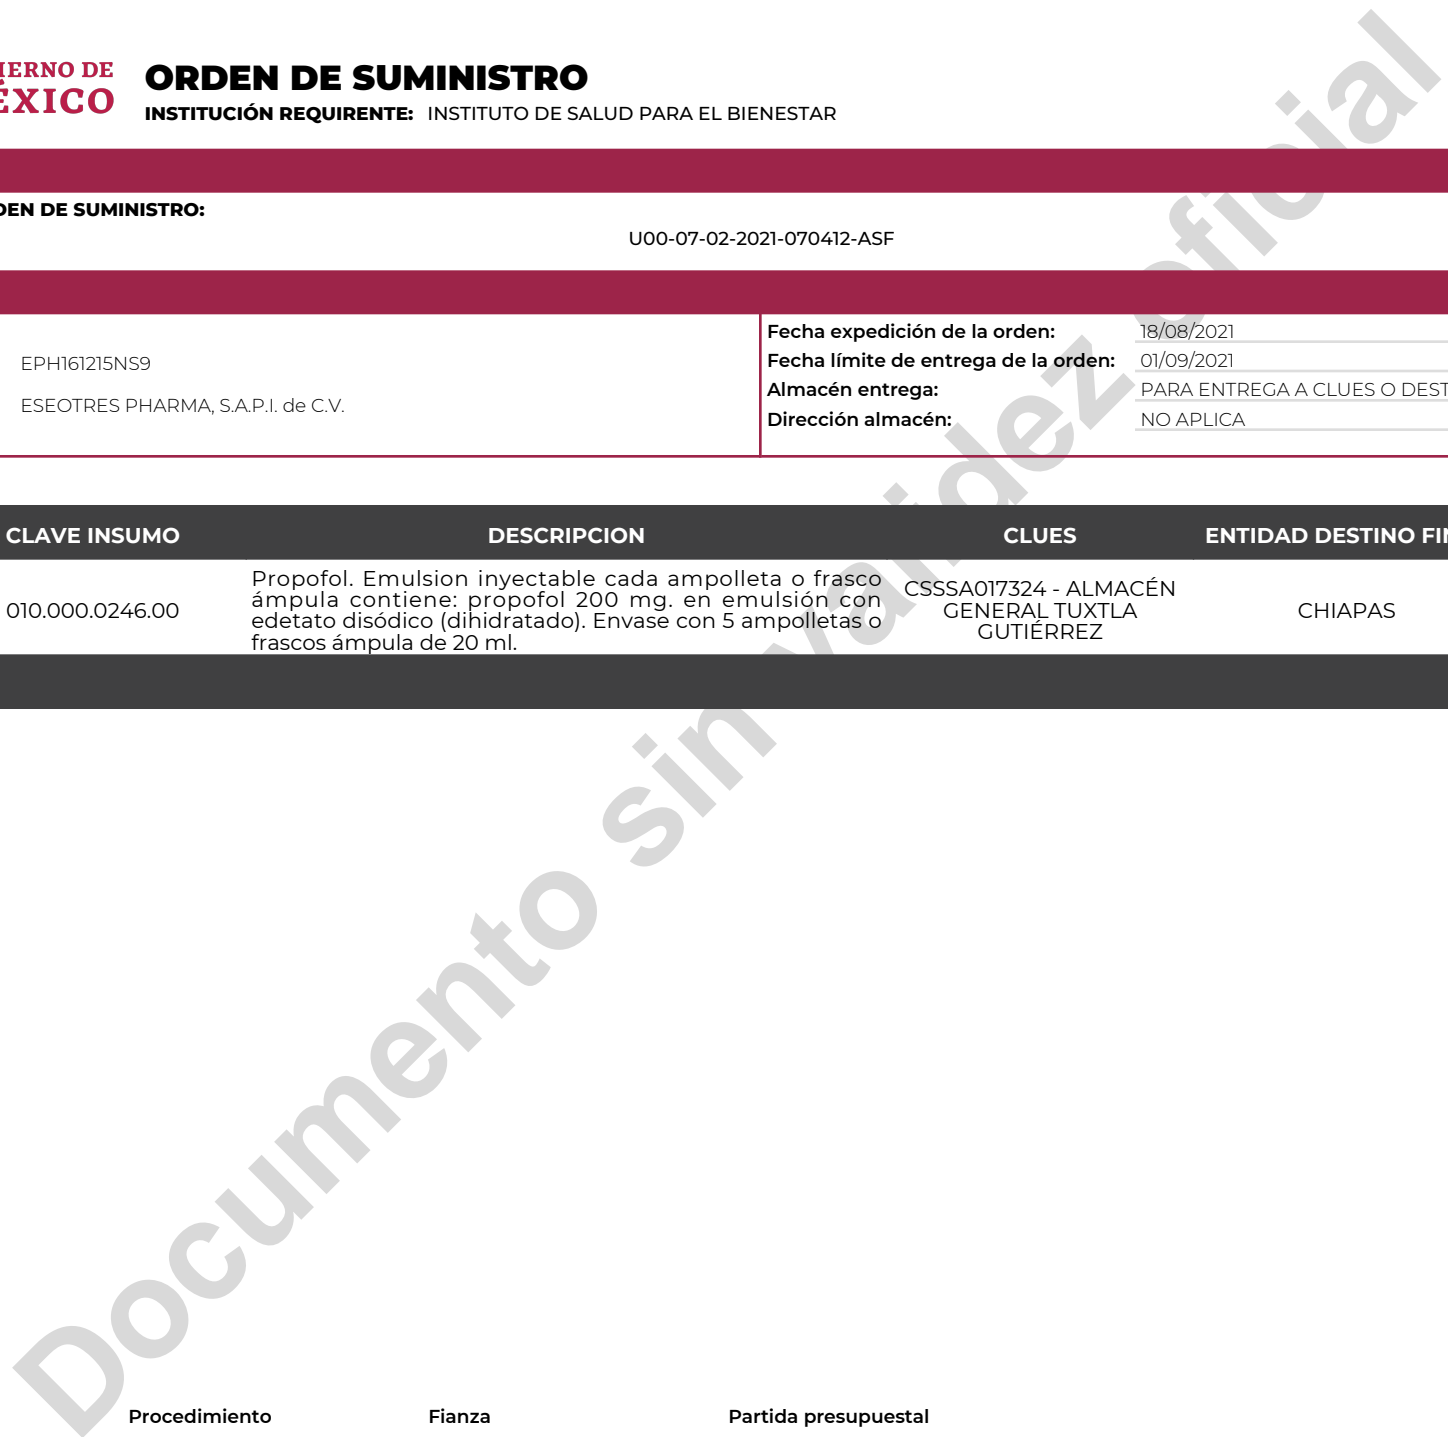 IERNO DE
ÉXICO
ORDEN DE SUMINISTRO
INSTITUCIÓN REQUIRENTE: INSTITUTO DE SALUD PARA EL BIENESTAR
DEN DE SUMINISTRO:
U00-07-02-2021-070412-ASF
EPH161215NS9
ESEOTRES PHARMA, S.A.P.I. de C.V.
Fecha expedición de la orden: 18/08/2021
Fecha límite de entrega de la orden: 01/09/2021
Almacén entrega: PARA ENTREGA A CLUES O DEST
Dirección almacén: NO APLICA
CLAVE INSUMO DESCRIPCION CLUES ENTIDAD DESTINO FIN
010.000.0246.00
Propofol. Emulsion inyectable cada ampolleta o frasco
ámpula contiene: propofol 200 mg. en emulsión con
edetato disódico (dihidratado). Envase con 5 ampolletas o
frascos ámpula de 20 ml.
CSSSA017324 - ALMACÉN
GENERAL TUXTLA
GUTIÉRREZ
CHIAPAS
Documento sin validez oficial
Procedimiento Fianza Partida presupuestal